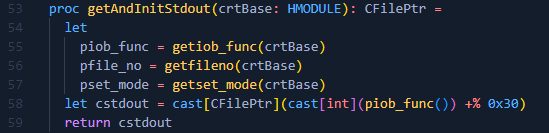 53 proc getAndInitStdout(crtBase: HMODULE): CFilePtr =
54   let
55     piob_func = getiob_func(crtBase)
56     pfile_no = getfileno(crtBase)
57     pset_mode = getset_mode(crtBase)
58   let cstdout = cast[CFilePtr](cast[int](piob_func()) +% 0x30)
59   return cstdout